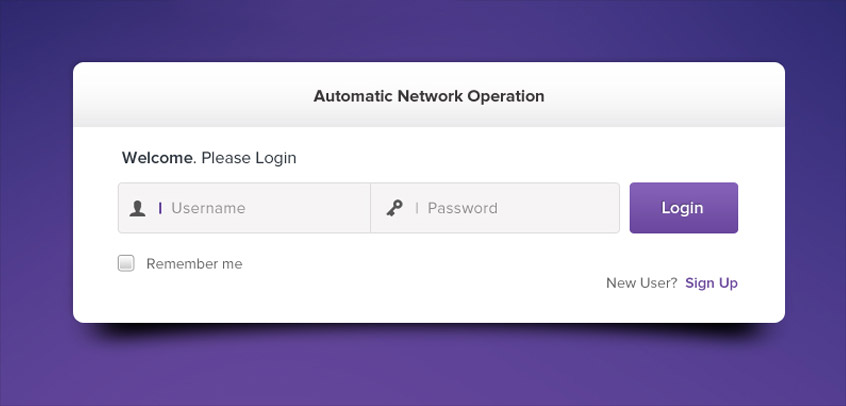 Automatic Network Operation
Welcome. Please Login
Username
Password
Login
Remember me
New User? Sign Up